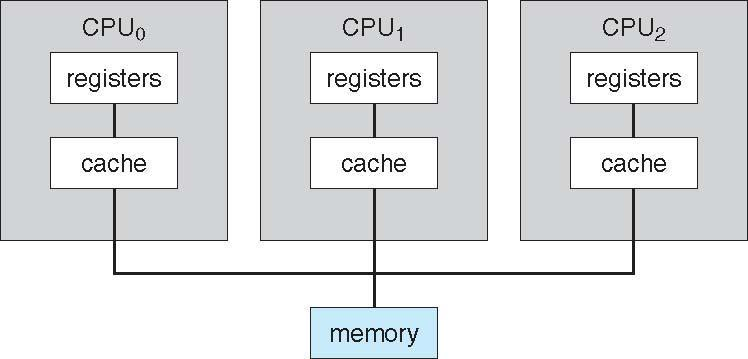 CPU₀ CPU₁ CPU₂
registers registers registers
cache cache cache
memory